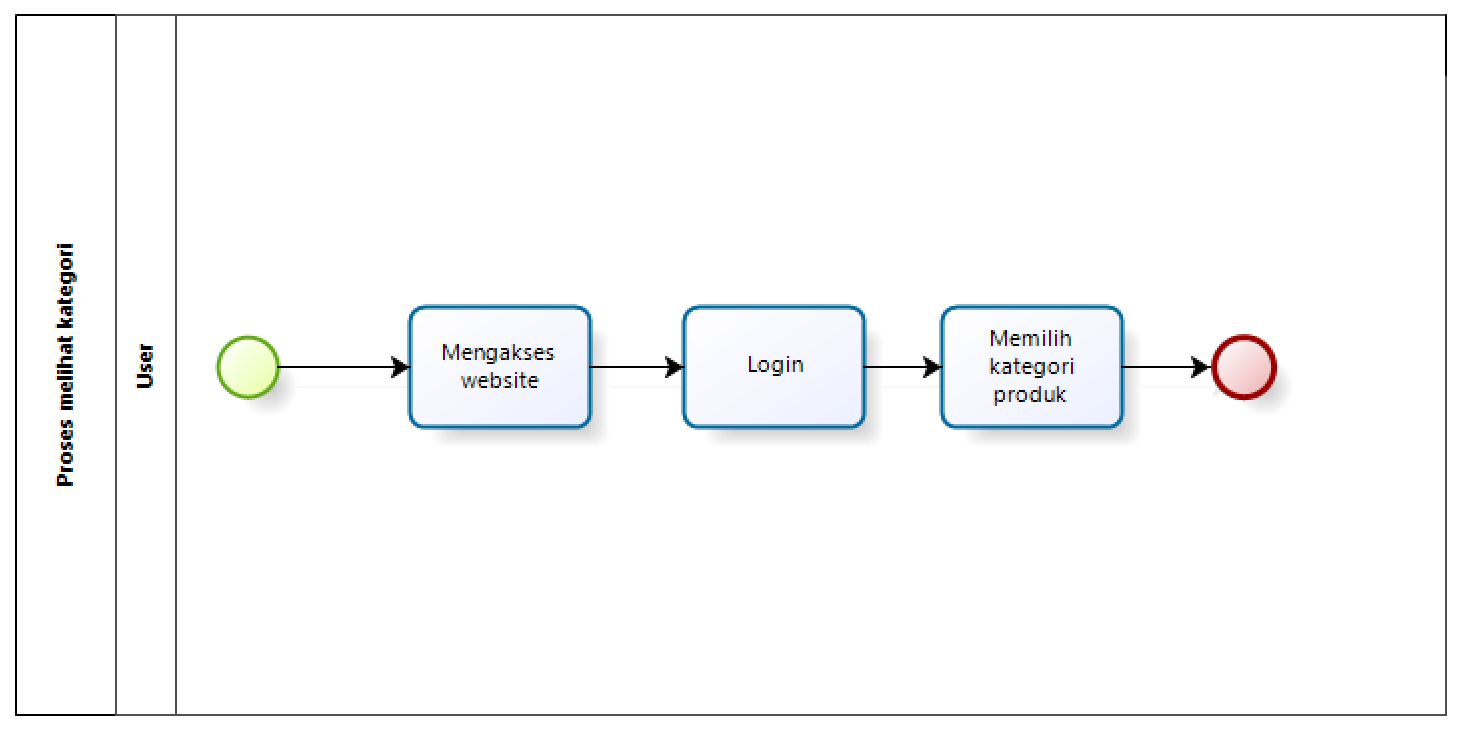 Proses melihat kategori
User
Mengakses
website
Login
Memilih
kategori
produk